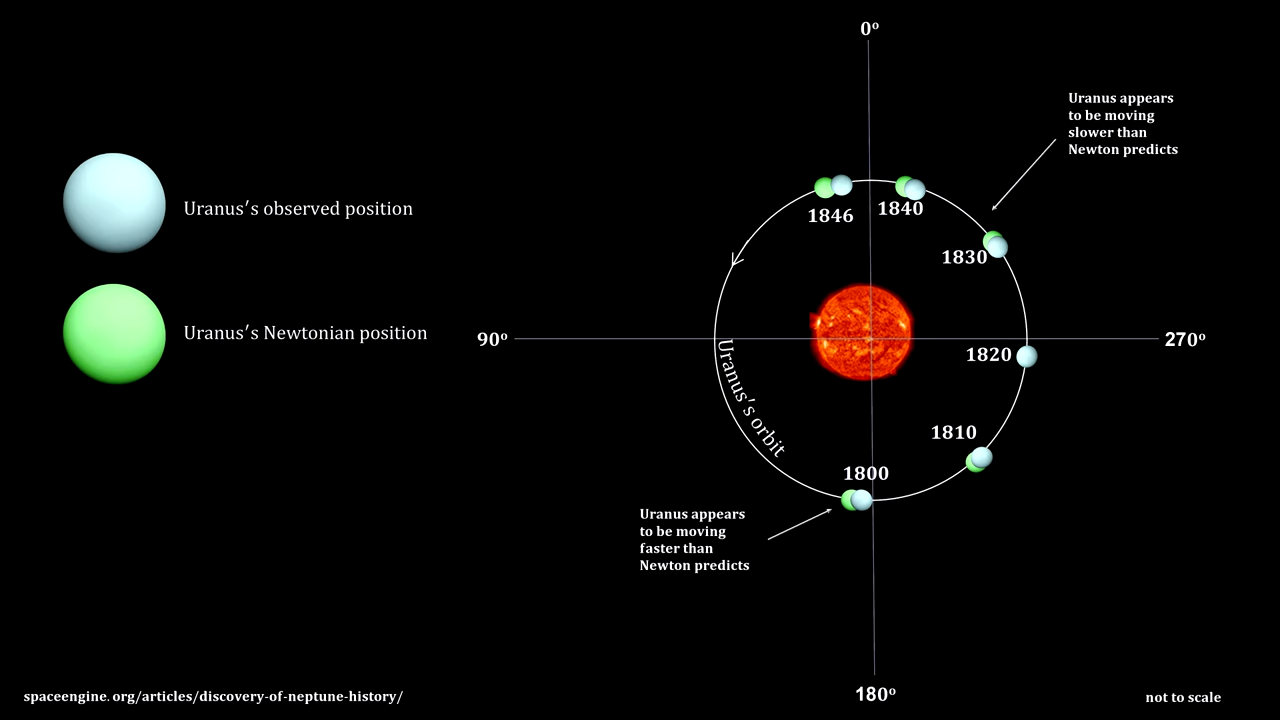 0º
Uranus appears
to be moving
slower than
Newton predicts
Uranus's observed position
1846
1840
1830
Uranus's Newtonian position
90º
270º
1820
Uranus's orbit
1810
1800
Uranus appears
to be moving
faster than
Newton predicts
180º
spaceengine.org/articles/discovery-of-neptune-history/
not to scale